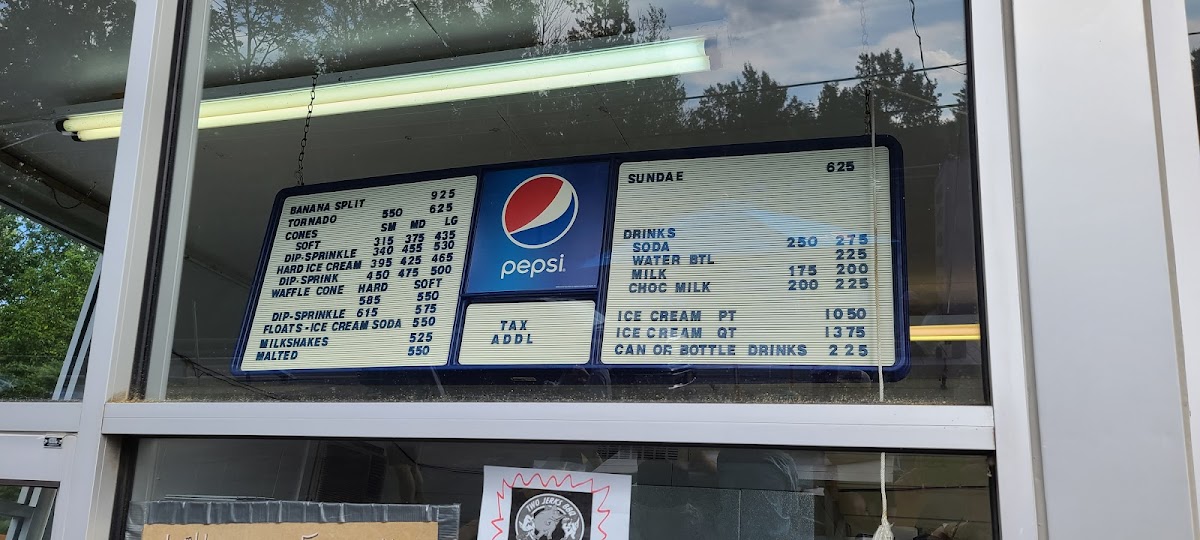 BANANA SPLIT 925
TORNADO 550 625
CONES SM MD LG
SOFT 315 375 435
DIP-SPRINKLE 340 455 530
HARD ICE CREAM 395 425 465
DIP-SPRINK 450 475 500
WAFFLE CONE HARD SOFT
585 550
DIP-SPRINKLE 615 575
FLOATS-ICE CREAM SODA 550
MILKSHAKES 525
MALTED 550
pepsi
TAX
ADDL
SUNDAE 625
DRINKS
SODA 250 275
WATER BTL 225
MILK 175 200
CHOC MILK 200 225
ICE CREAM PT 1050
ICE CREAM QT 1375
CAN OR BOTTLE DRINKS 225
TWO JERKS